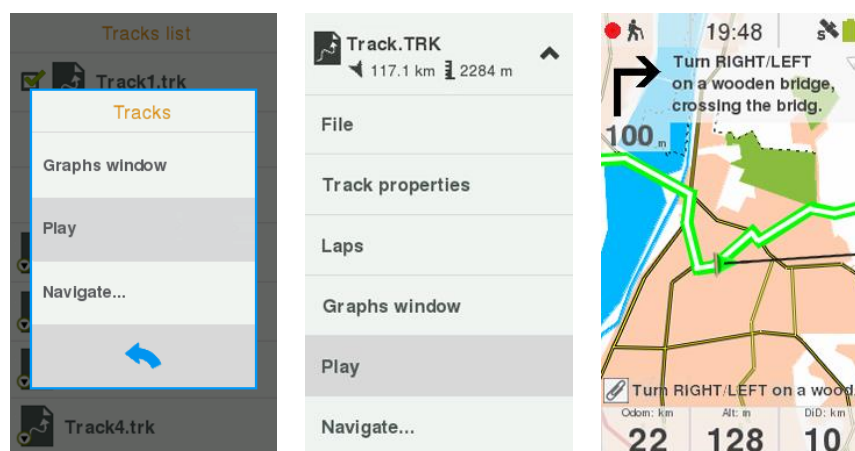 Tracks list
Track1.trk
Tracks
Graphs window
Play
Navigate...
Track4.trk
Track.TRK
117.1 km 2284 m
File
Track properties
Laps
Graphs window
Play
Navigate...
19:48
S
Turn RIGHT/LEFT
on a wooden bridge,
crossing the bridg.
100 m
Turn RIGHT/LEFT on a wood
Odom: km Alt: m DiD: km
22 128 10